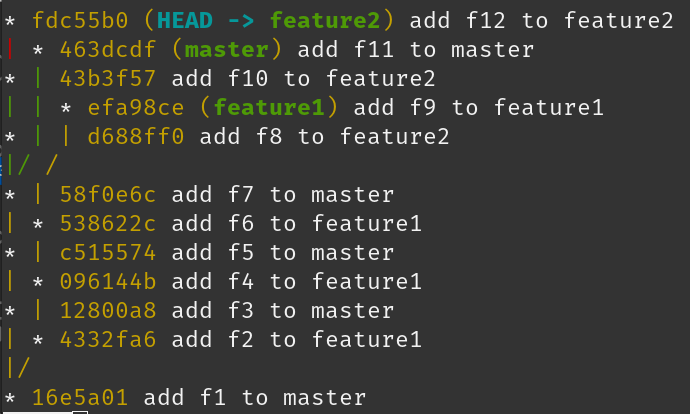 * fdc55b0 (HEAD -> feature2) add f12 to feature2
| * 463dcdf (master) add f11 to master
* | 43b3f57 add f10 to feature2
| | * efa98ce (feature1) add f9 to feature1
* | | d688ff0 add f8 to feature2
|/ /
* | 58f0e6c add f7 to master
| * 538622c add f6 to feature1
* | c515574 add f5 to master
| * 096144b add f4 to feature1
* | 12800a8 add f3 to master
| * 4332fa6 add f2 to feature1
|/
* 16e5a01 add f1 to master